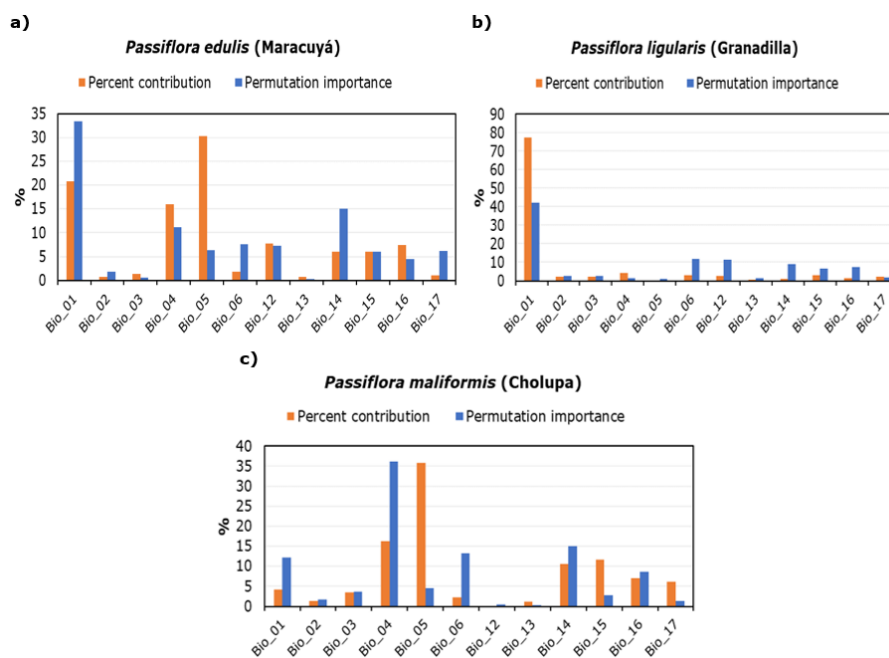 a)
Passiflora edulis (Maracuyá)
Percent contribution Permutation importance
35
30
25
20
15
10
5
0
%
Bio_01 Bio_02 Bio_03 Bio_04 Bio_05 Bio_06 Bio_12 Bio_13 Bio_14 Bio_15 Bio_16 Bio_17
b)
Passiflora ligularis (Granadilla)
Percent contribution Permutation importance
90
80
70
60
50
40
30
20
10
0
%
Bio_01 Bio_02 Bio_03 Bio_04 Bio_05 Bio_06 Bio_12 Bio_13 Bio_14 Bio_15 Bio_16 Bio_17
c)
Passiflora maliformis (Cholupa)
Percent contribution Permutation importance
40
35
30
25
20
15
10
5
0
%
Bio_01 Bio_02 Bio_03 Bio_04 Bio_05 Bio_06 Bio_12 Bio_13 Bio_14 Bio_15 Bio_16 Bio_17